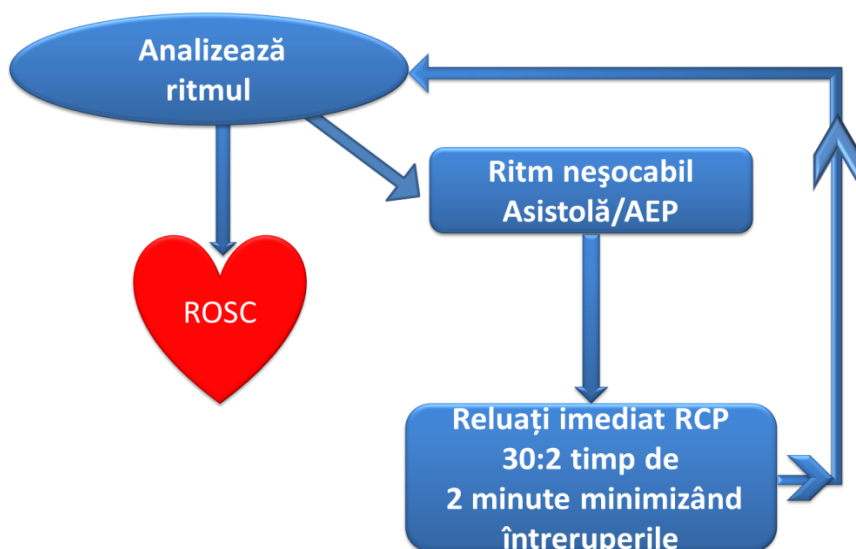 Analizează
ritmul
Ritm neşocabil
Asistolă/AEP
ROSC
Reluați imediat RCP
30:2 timp de
2 minute minimizând
întreruperile